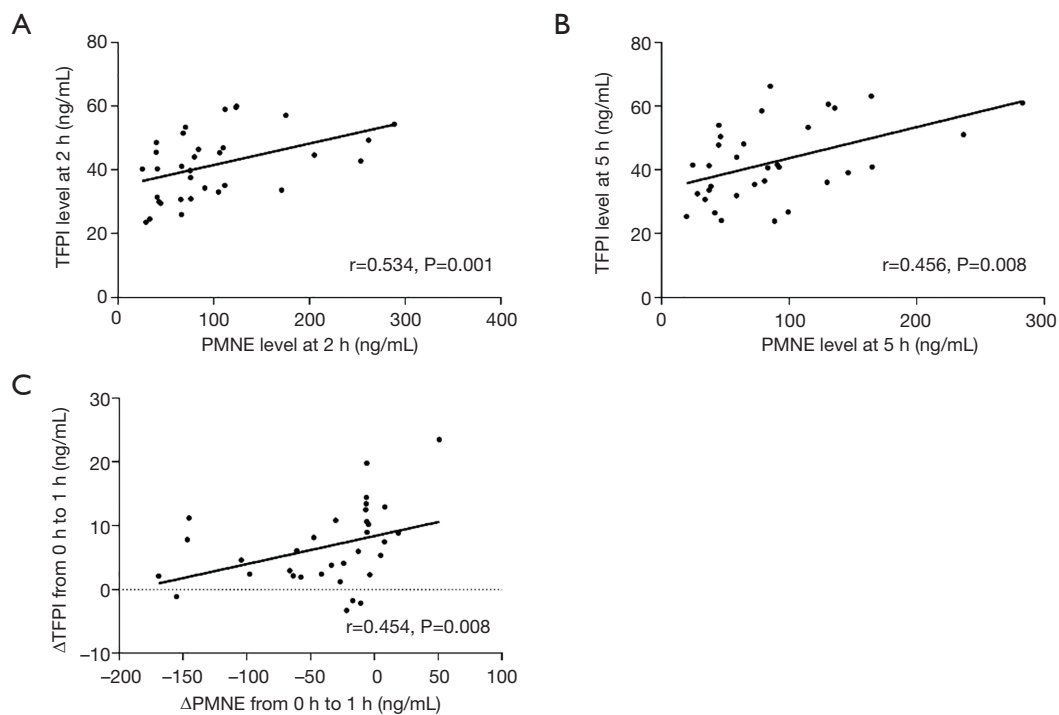 A
80
60
40
20
0
TFPI level at 2 h (ng/mL)
r=0.534, P=0.001
0 100 200 300 400
PMNE level at 2 h (ng/mL)
B
80
60
40
20
0
TFPI level at 5 h (ng/mL)
r=0.456, P=0.008
0 100 200 300
PMNE level at 5 h (ng/mL)
C
30
20
10
0
−10
ΔTFPI from 0 h to 1 h (ng/mL)
r=0.454, P=0.008
−200 −150 −100 −50 0 50 100
ΔPMNE from 0 h to 1 h (ng/mL)